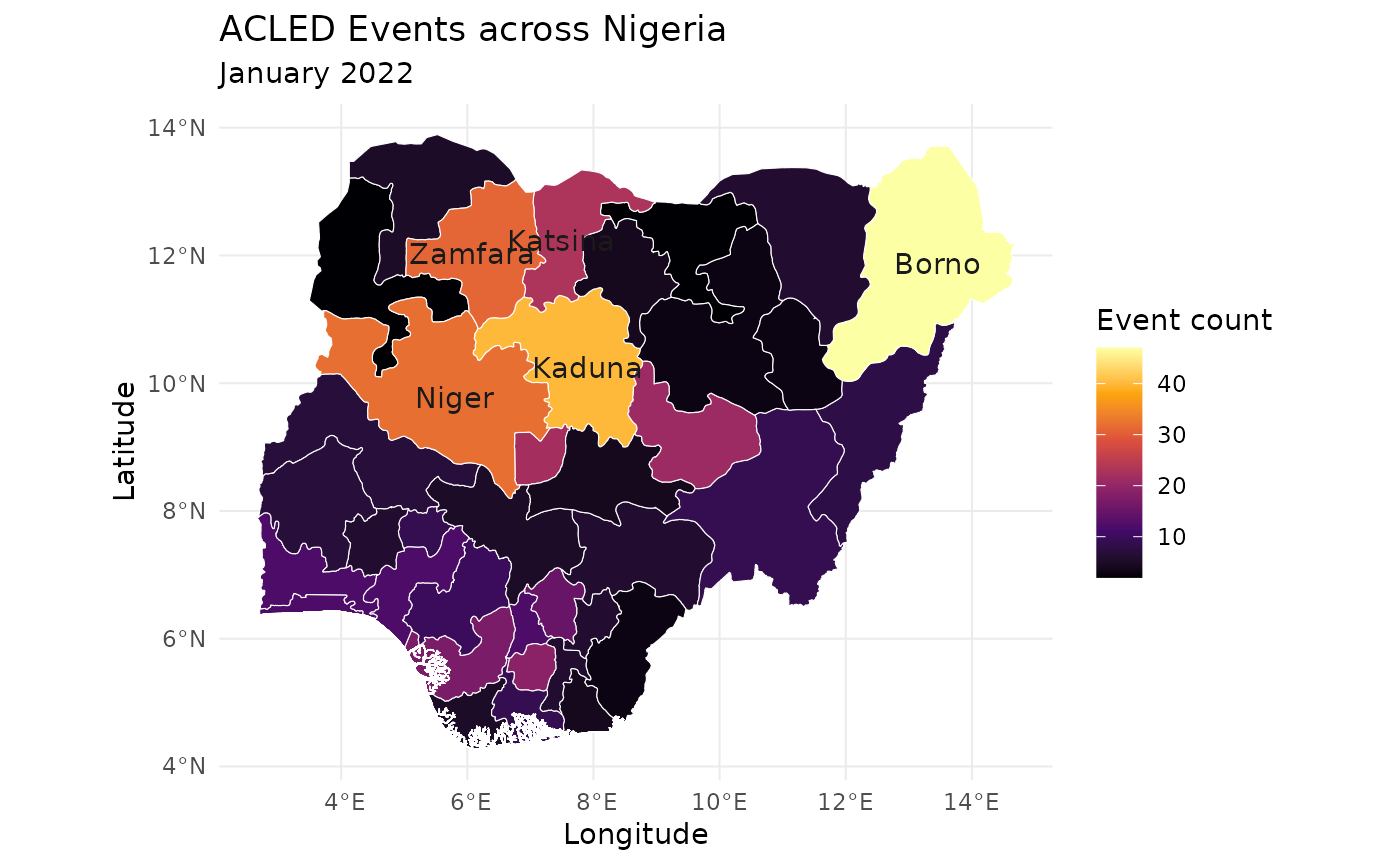 ACLED Events across Nigeria
January 2022
14°N
12°N
10°N
8°N
6°N
4°N
Latitude
Zamfara
Katsina
Borno
Kaduna
Niger
4°E 6°E 8°E 10°E 12°E 14°E
Longitude
Event count
40
30
20
10